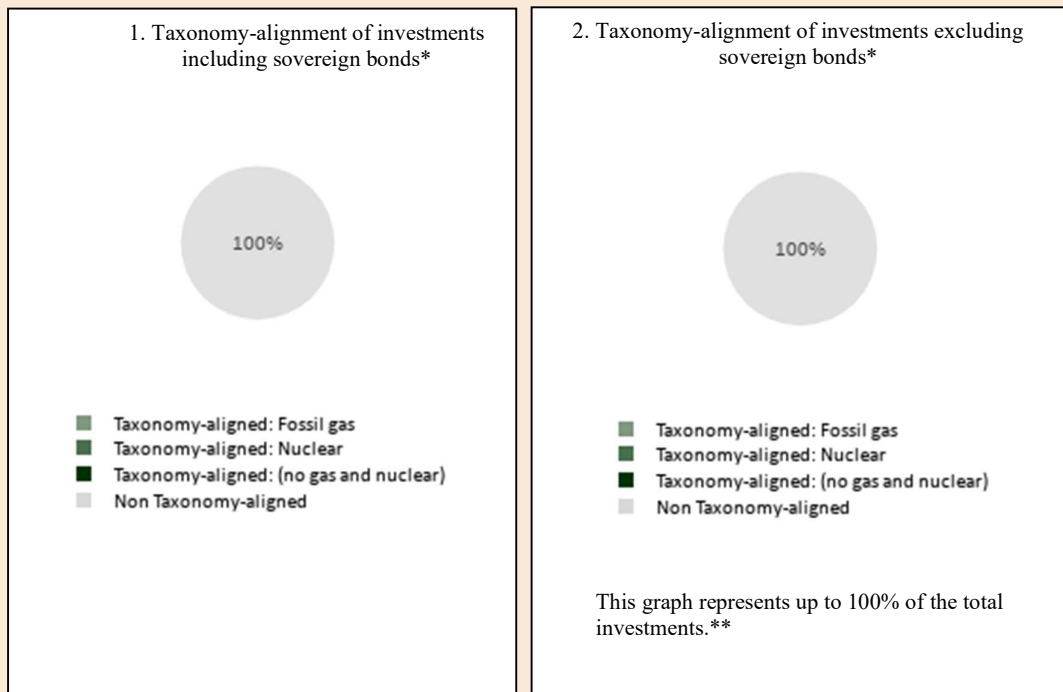 1. Taxonomy-alignment of investments
including sovereign bonds*
100%
Taxonomy-aligned: Fossil gas
Taxonomy-aligned: Nuclear
Taxonomy-aligned: (no gas and nuclear)
Non Taxonomy-aligned
2. Taxonomy-alignment of investments excluding
sovereign bonds*
100%
Taxonomy-aligned: Fossil gas
Taxonomy-aligned: Nuclear
Taxonomy-aligned: (no gas and nuclear)
Non Taxonomy-aligned
This graph represents up to 100% of the total
investments.**